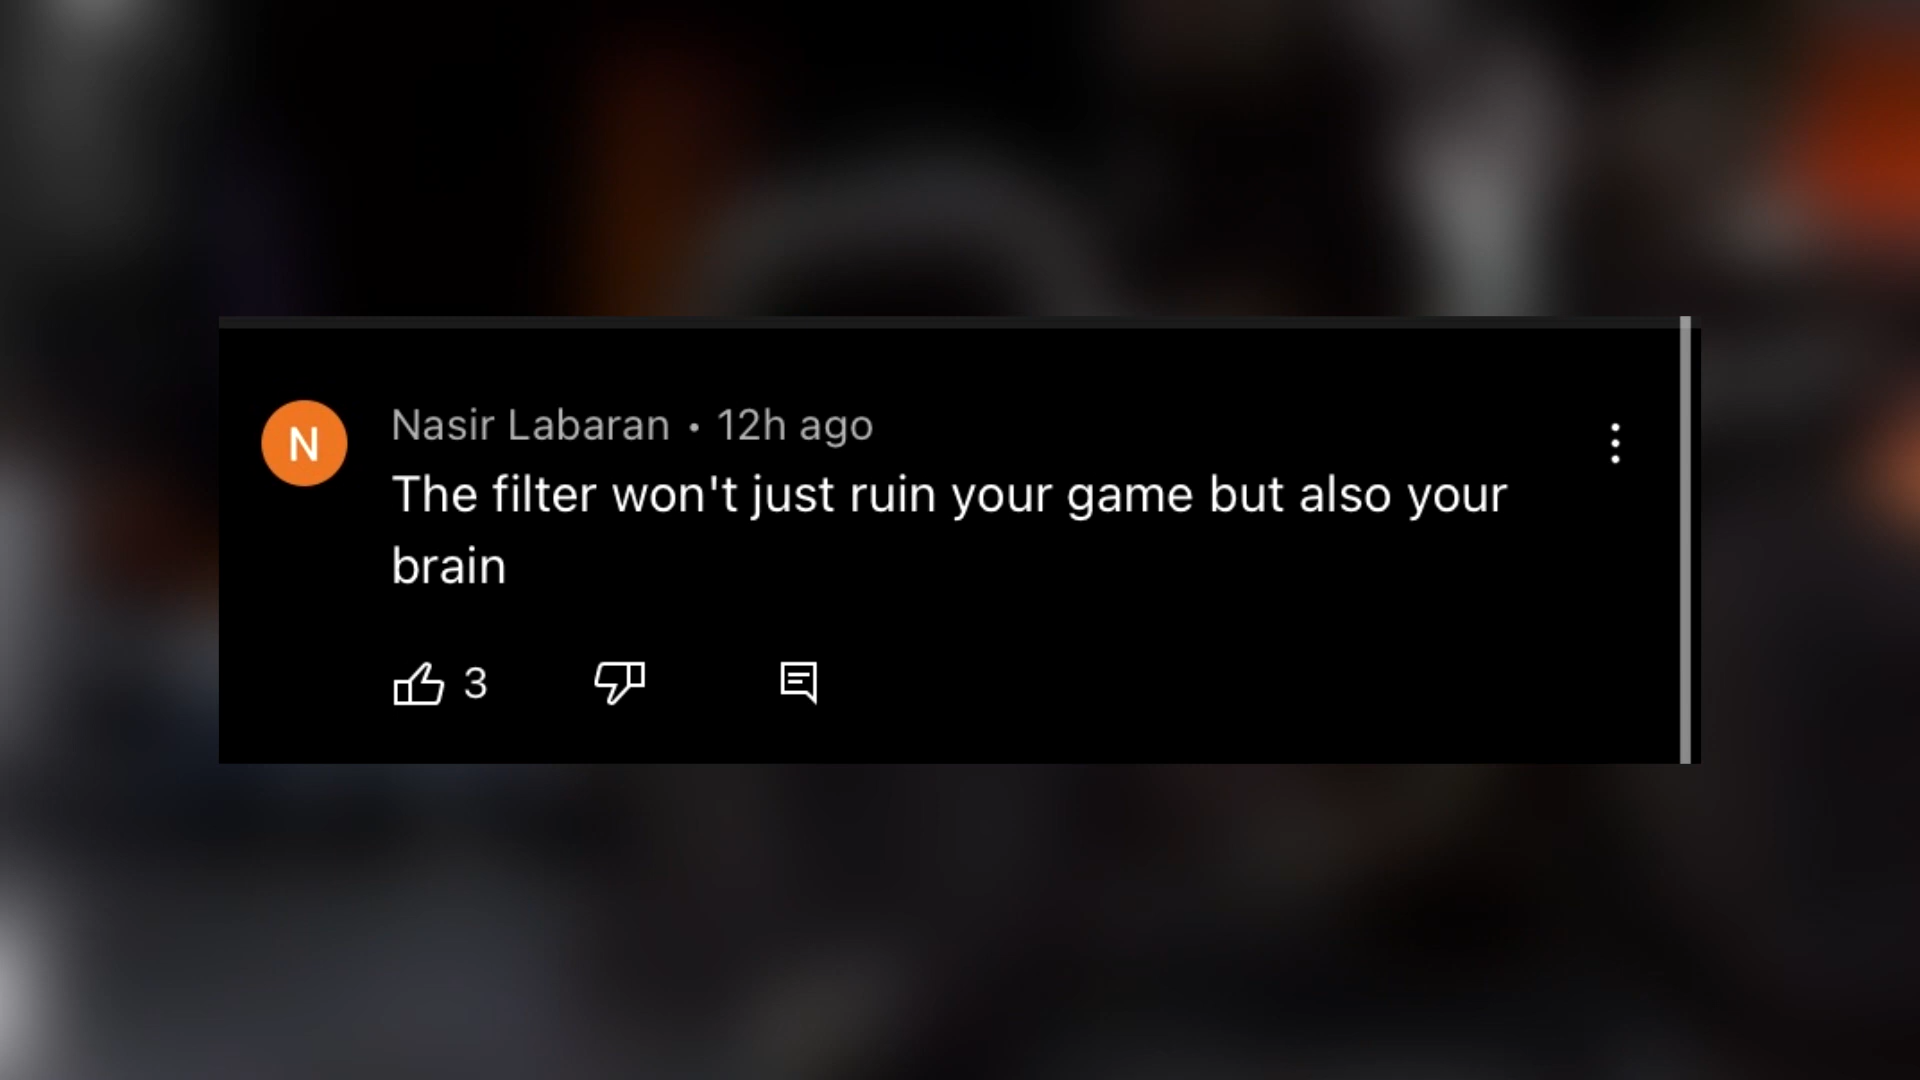 N
Nasir Labaran • 12h ago
The filter won't just ruin your game but also your
brain
3